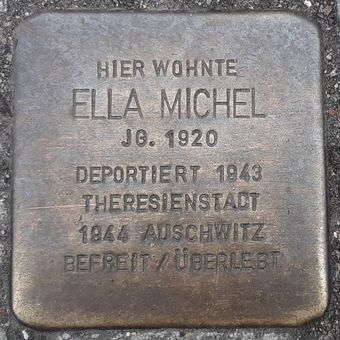 HIER WOHNTE
ELLA MICHEL
JG. 1920
DEPORTIERT 1943
THERESIENSTADT
1944 AUSCHWITZ
BEFREIT / ÜBERLEBT